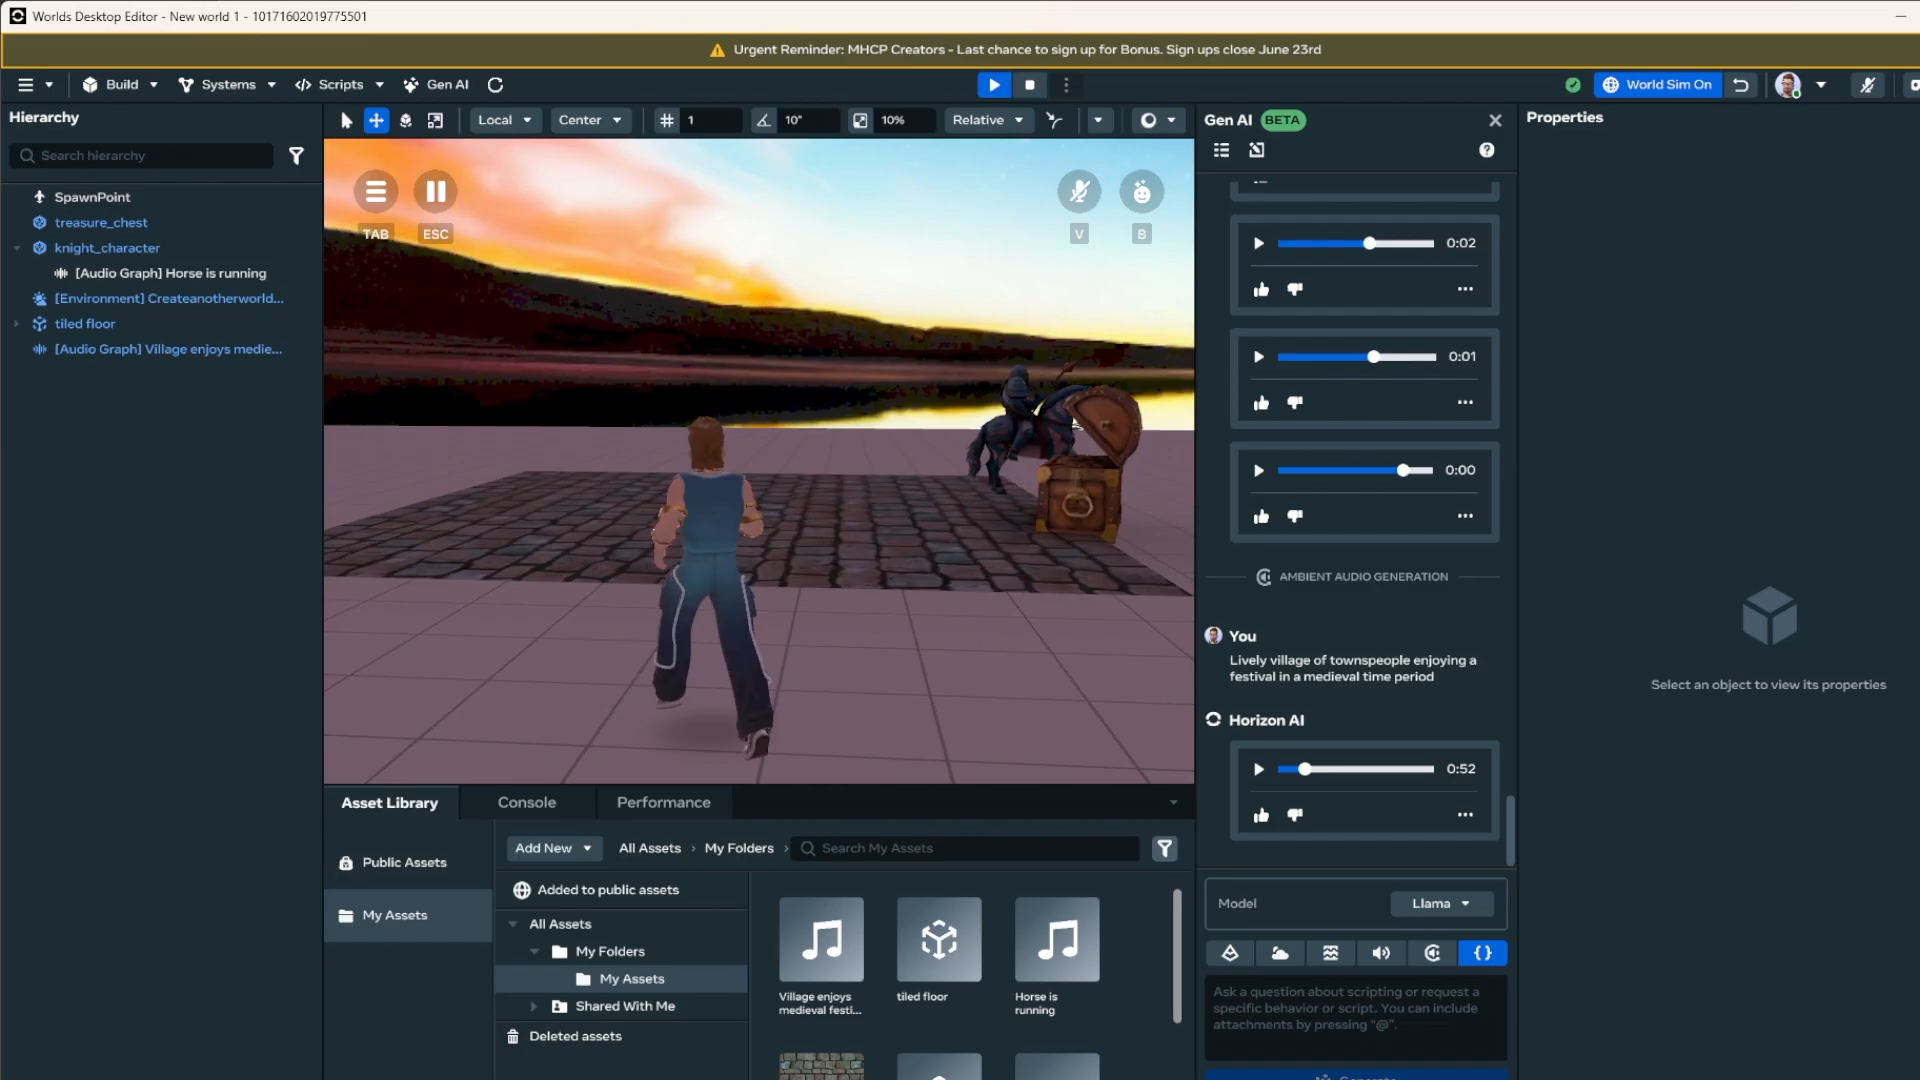 Worlds Desktop Editor - New world 1 - 10171602019775501
Urgent Reminder: MHCP Creators - Last chance to sign up for Bonus. Sign ups close June 23rd
Build
Systems
Scripts
Gen AI
World Sim On
Hierarchy
Local
Center
1
10°
10%
Relative
Gen AI BETA
Properties
Search hierarchy
SpawnPoint
treasure_chest
knight_character
[Audio Graph] Horse is running
[Environment] Createanotherworld...
tiled floor
[Audio Graph] Village enjoys medie...
TAB
ESC
V
B
0:02
0:01
0:00
AMBIENT AUDIO GENERATION
You
Lively village of townspeople enjoying a
festival in a medieval time period
Horizon AI
0:52
Select an object to view its properties
Asset Library
Console
Performance
Public Assets
My Assets
Add New
All Assets › My Folders ›
Search My Assets
Added to public assets
All Assets
My Folders
My Assets
Shared With Me
Deleted assets
Village enjoys
medieval festi...
tiled floor
Horse is
running
Model
Llama
Ask a question about scripting or request a
specific behavior or script. You can include
attachments by pressing "@".